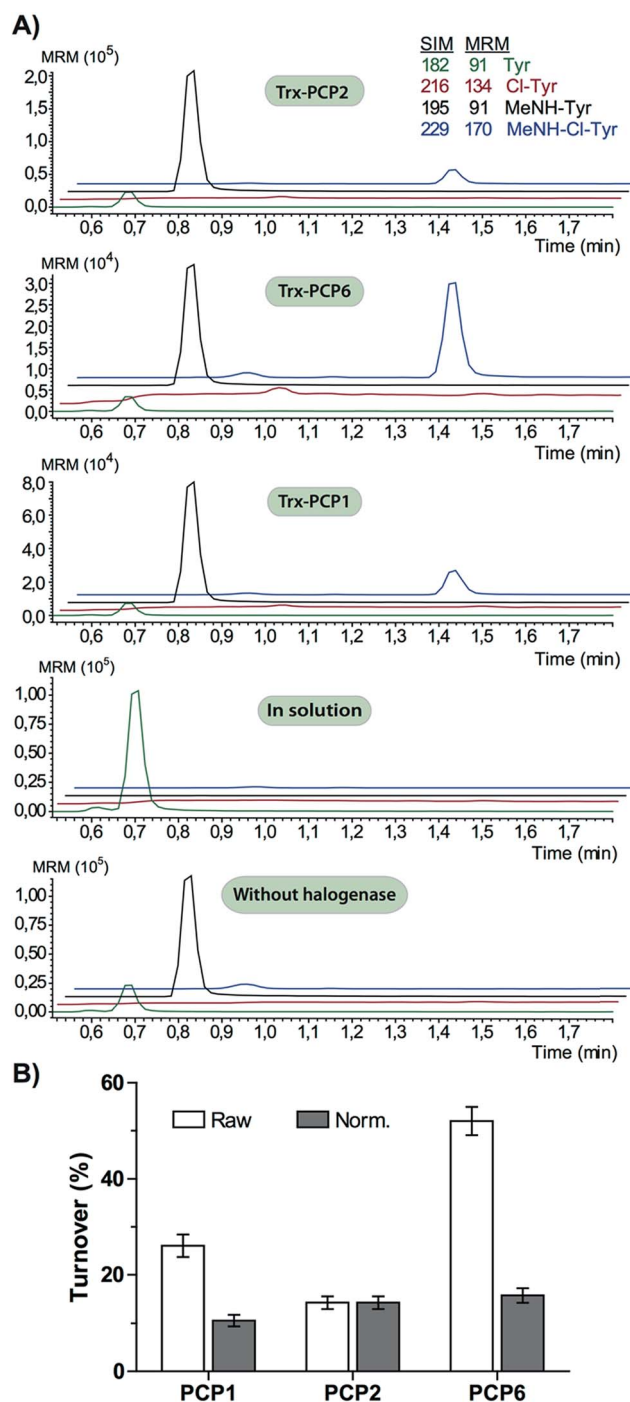 A)
MRM (10⁵)
SIM MRM
182 91 Tyr
216 134 Cl-Tyr
195 91 MeNH-Tyr
229 170 MeNH-Cl-Tyr
Trx-PCP2
2,0
1,5
1,0
0,5
0,0
0,6 0,7 0,8 0,9 1,0 1,1 1,2 1,3 1,4 1,5 1,6 1,7
Time (min)
MRM (10⁴)
Trx-PCP6
3,0
2,5
2,0
1,5
1,0
0,5
0,0
0,6 0,7 0,8 0,9 1,0 1,1 1,2 1,3 1,4 1,5 1,6 1,7
Time (min)
MRM (10⁴)
Trx-PCP1
8,0
6,0
4,0
2,0
0,0
0,6 0,7 0,8 0,9 1,0 1,1 1,2 1,3 1,4 1,5 1,6 1,7
Time (min)
MRM (10⁵)
In solution
1,00
0,75
0,50
0,25
0,00
0,6 0,7 0,8 0,9 1,0 1,1 1,2 1,3 1,4 1,5 1,6 1,7
Time (min)
MRM (10⁵)
Without halogenase
1,00
0,75
0,50
0,25
0,00
0,6 0,7 0,8 0,9 1,0 1,1 1,2 1,3 1,4 1,5 1,6 1,7
Time (min)
B)
Turnover (%)
60
40
20
0
Raw Norm.
PCP1 PCP2 PCP6